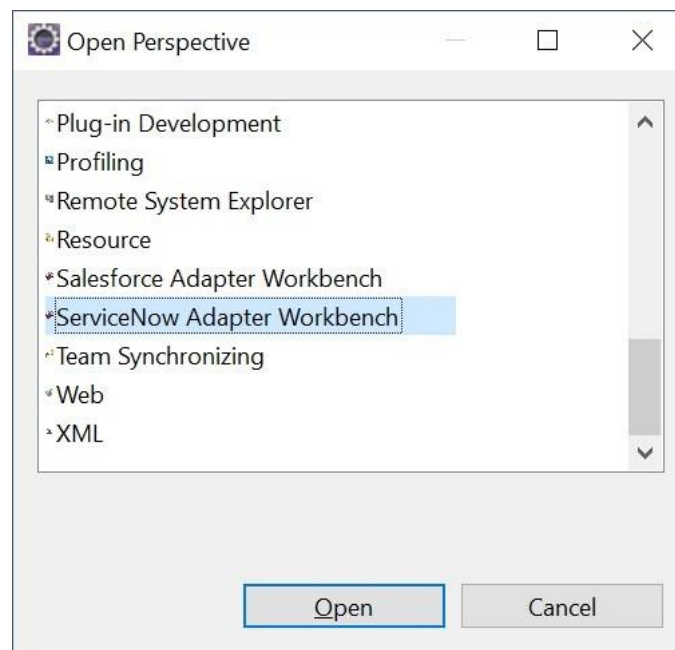 Open Perspective
Plug-in Development
Profiling
Remote System Explorer
Resource
Salesforce Adapter Workbench
ServiceNow Adapter Workbench
Team Synchronizing
Web
XML
Open
Cancel